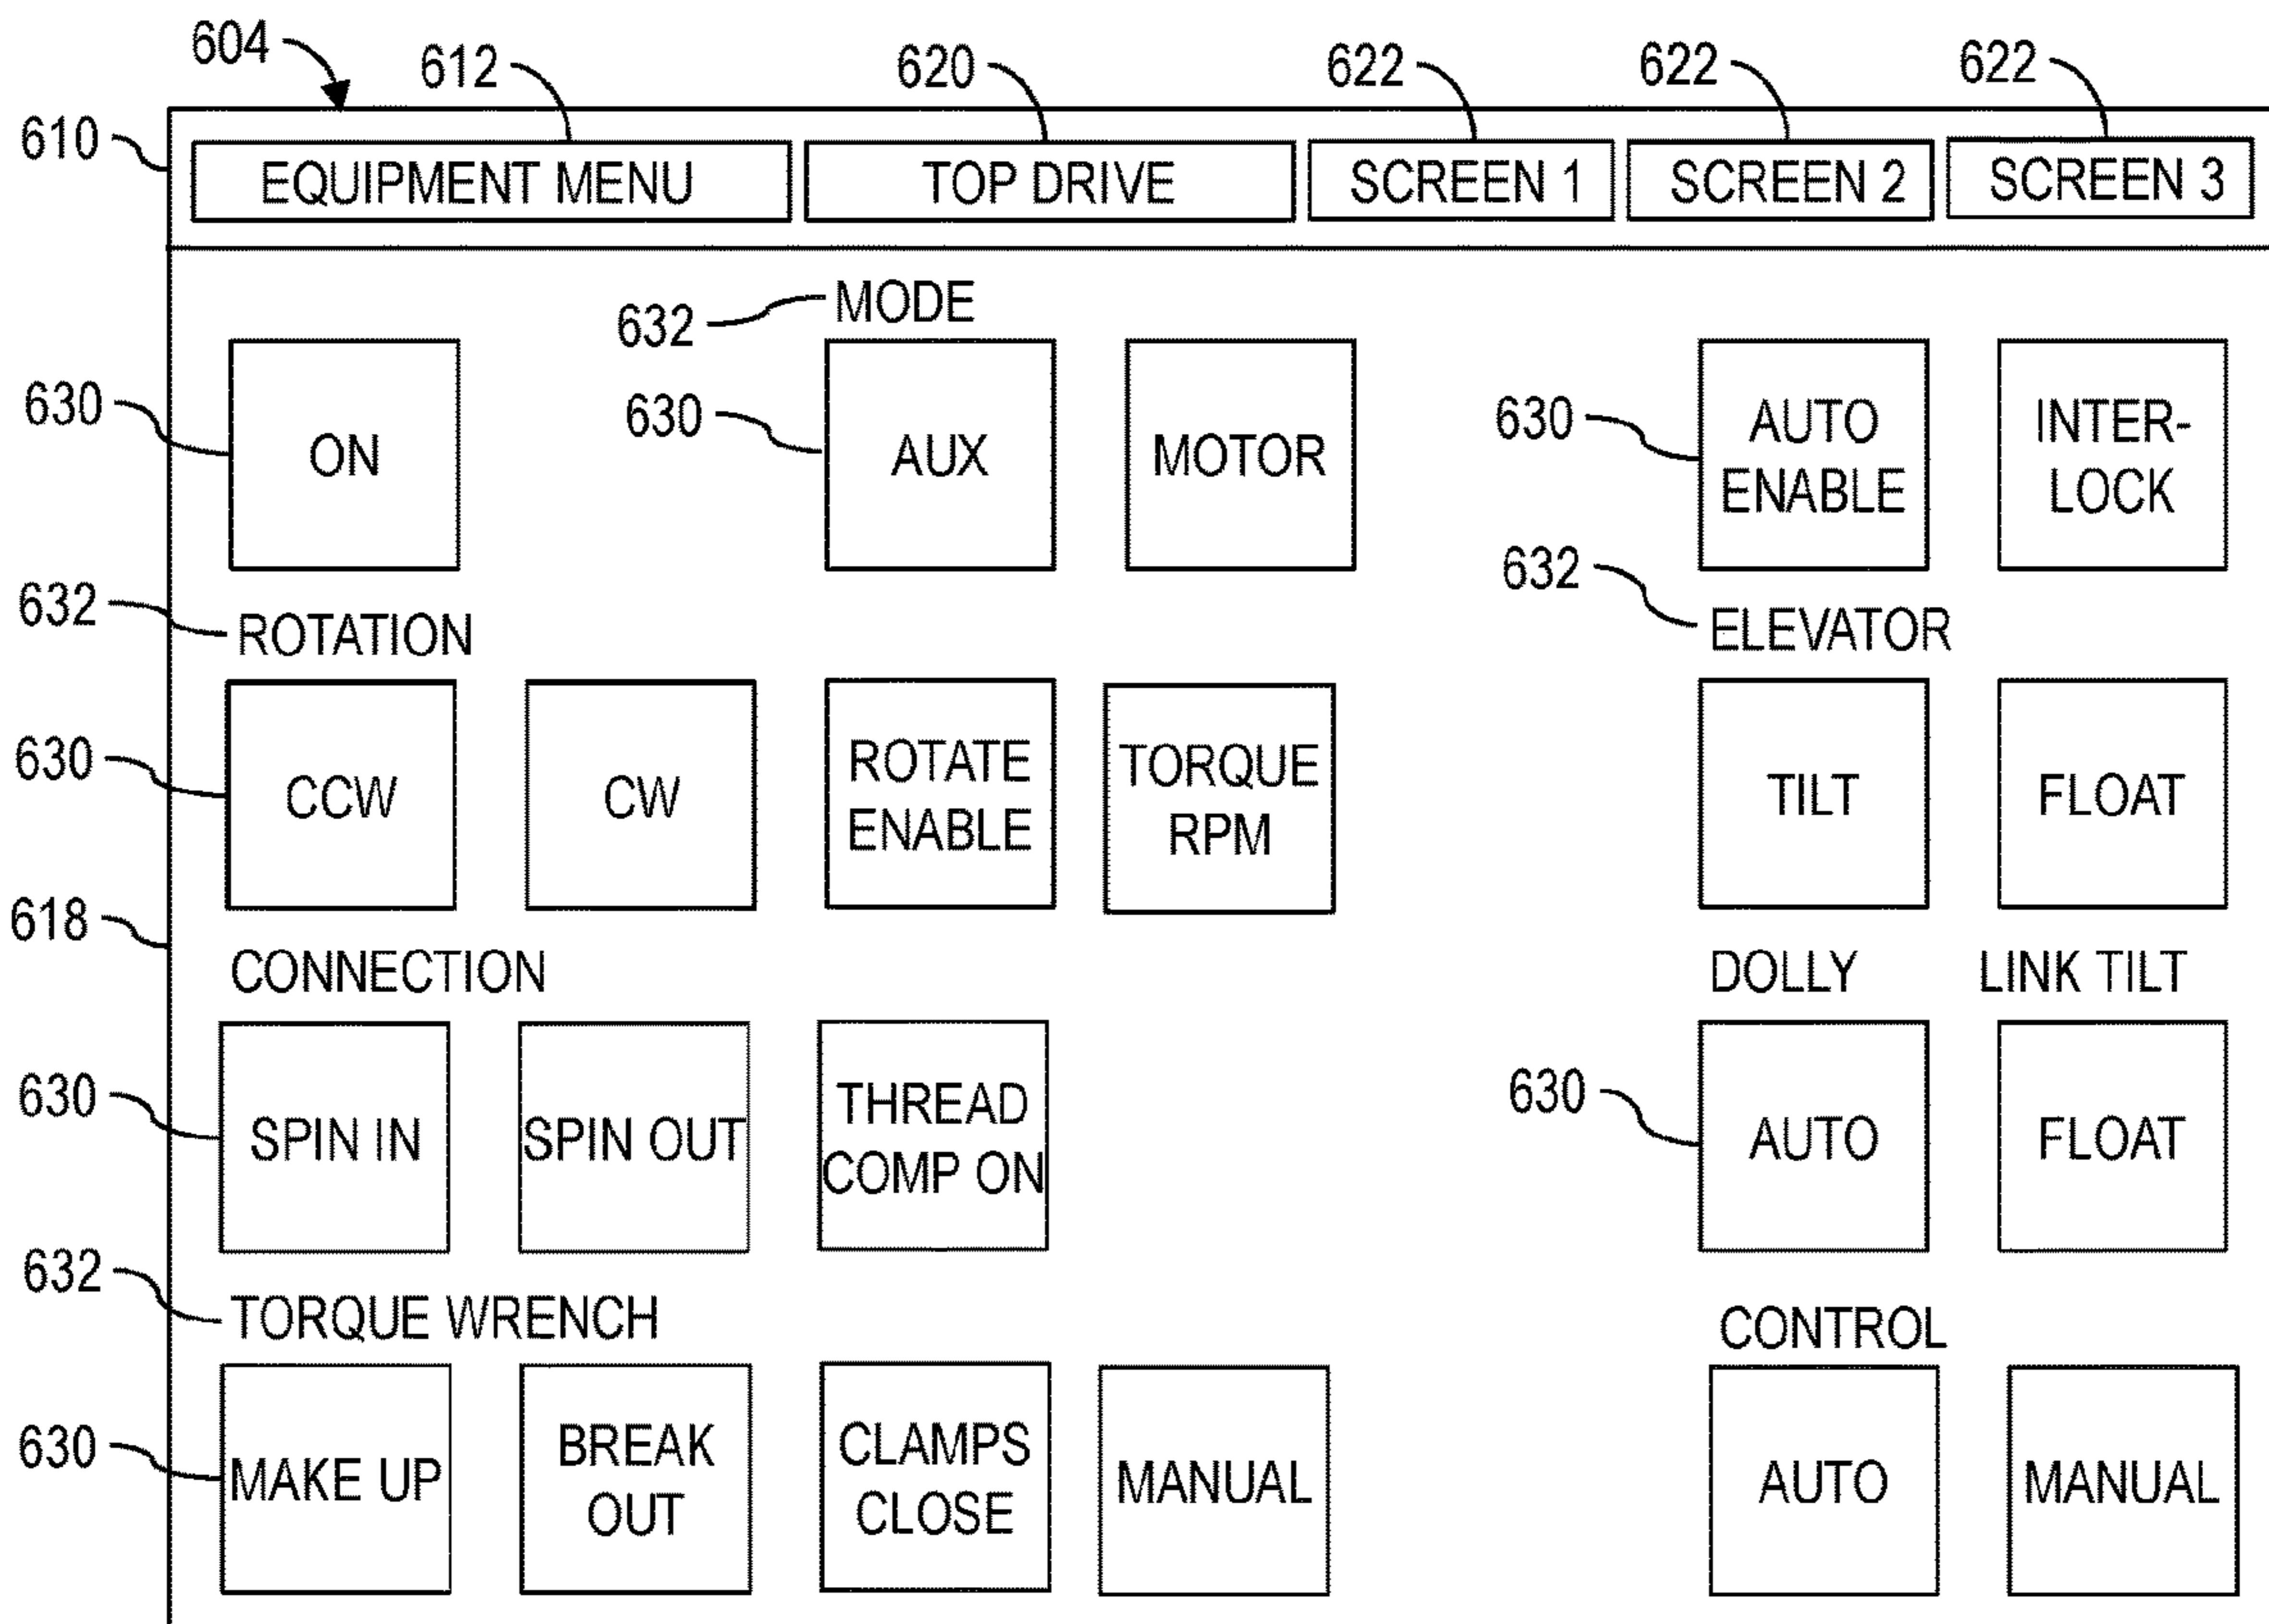 604 612 620 622 622 622
610 EQUIPMENT MENU TOP DRIVE SCREEN 1 SCREEN 2 SCREEN 3
632 MODE
630 ON 630 AUX MOTOR 630 AUTO ENABLE INTER-LOCK
632 ROTATION 632 ELEVATOR
630 CCW CW ROTATE ENABLE TORQUE RPM TILT FLOAT
618
CONNECTION DOLLY LINK TILT
630 SPIN IN SPIN OUT THREAD COMP ON 630 AUTO FLOAT
632 TORQUE WRENCH CONTROL
630 MAKE UP BREAK OUT CLAMPS CLOSE MANUAL AUTO MANUAL